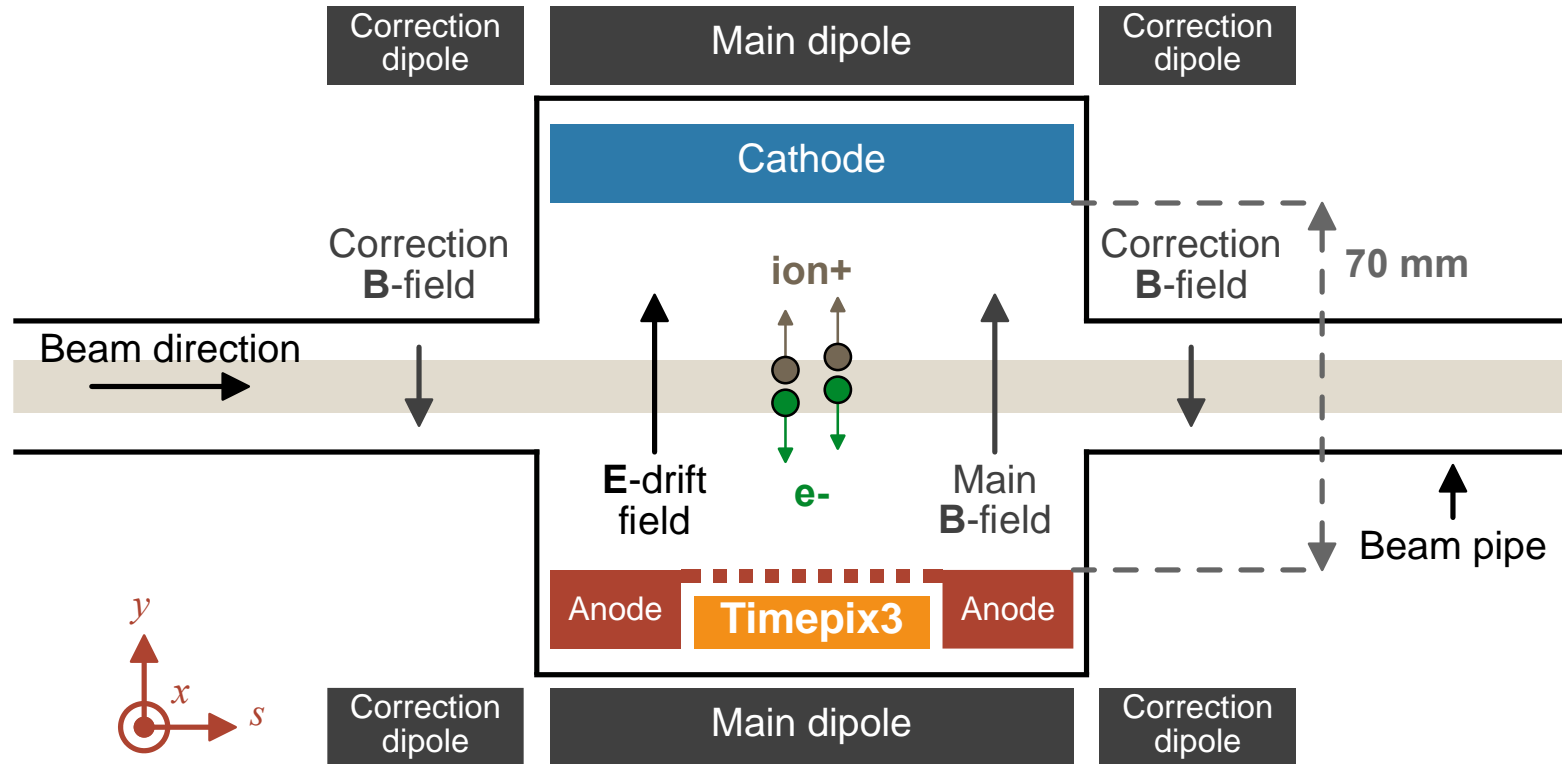 Correction
dipole
Main dipole
Correction
dipole
Cathode
Correction
B-field
ion+
Correction
B-field
70 mm
Beam direction
E-drift
field
e-
Main
B-field
Beam pipe
Anode
Timepix3
Anode
y
x
s
Correction
dipole
Main dipole
Correction
dipole